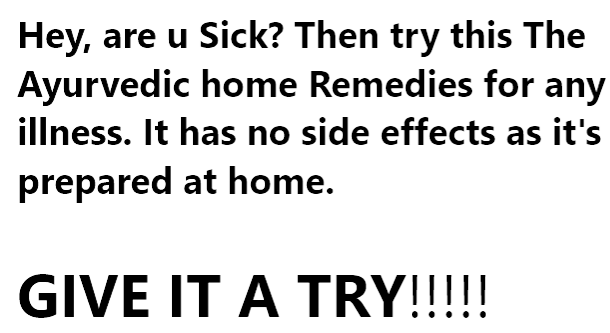 Hey, are u Sick? Then try this The
Ayurvedic home Remedies for any
illness. It has no side effects as it's
prepared at home.
GIVE IT A TRY!!!!!